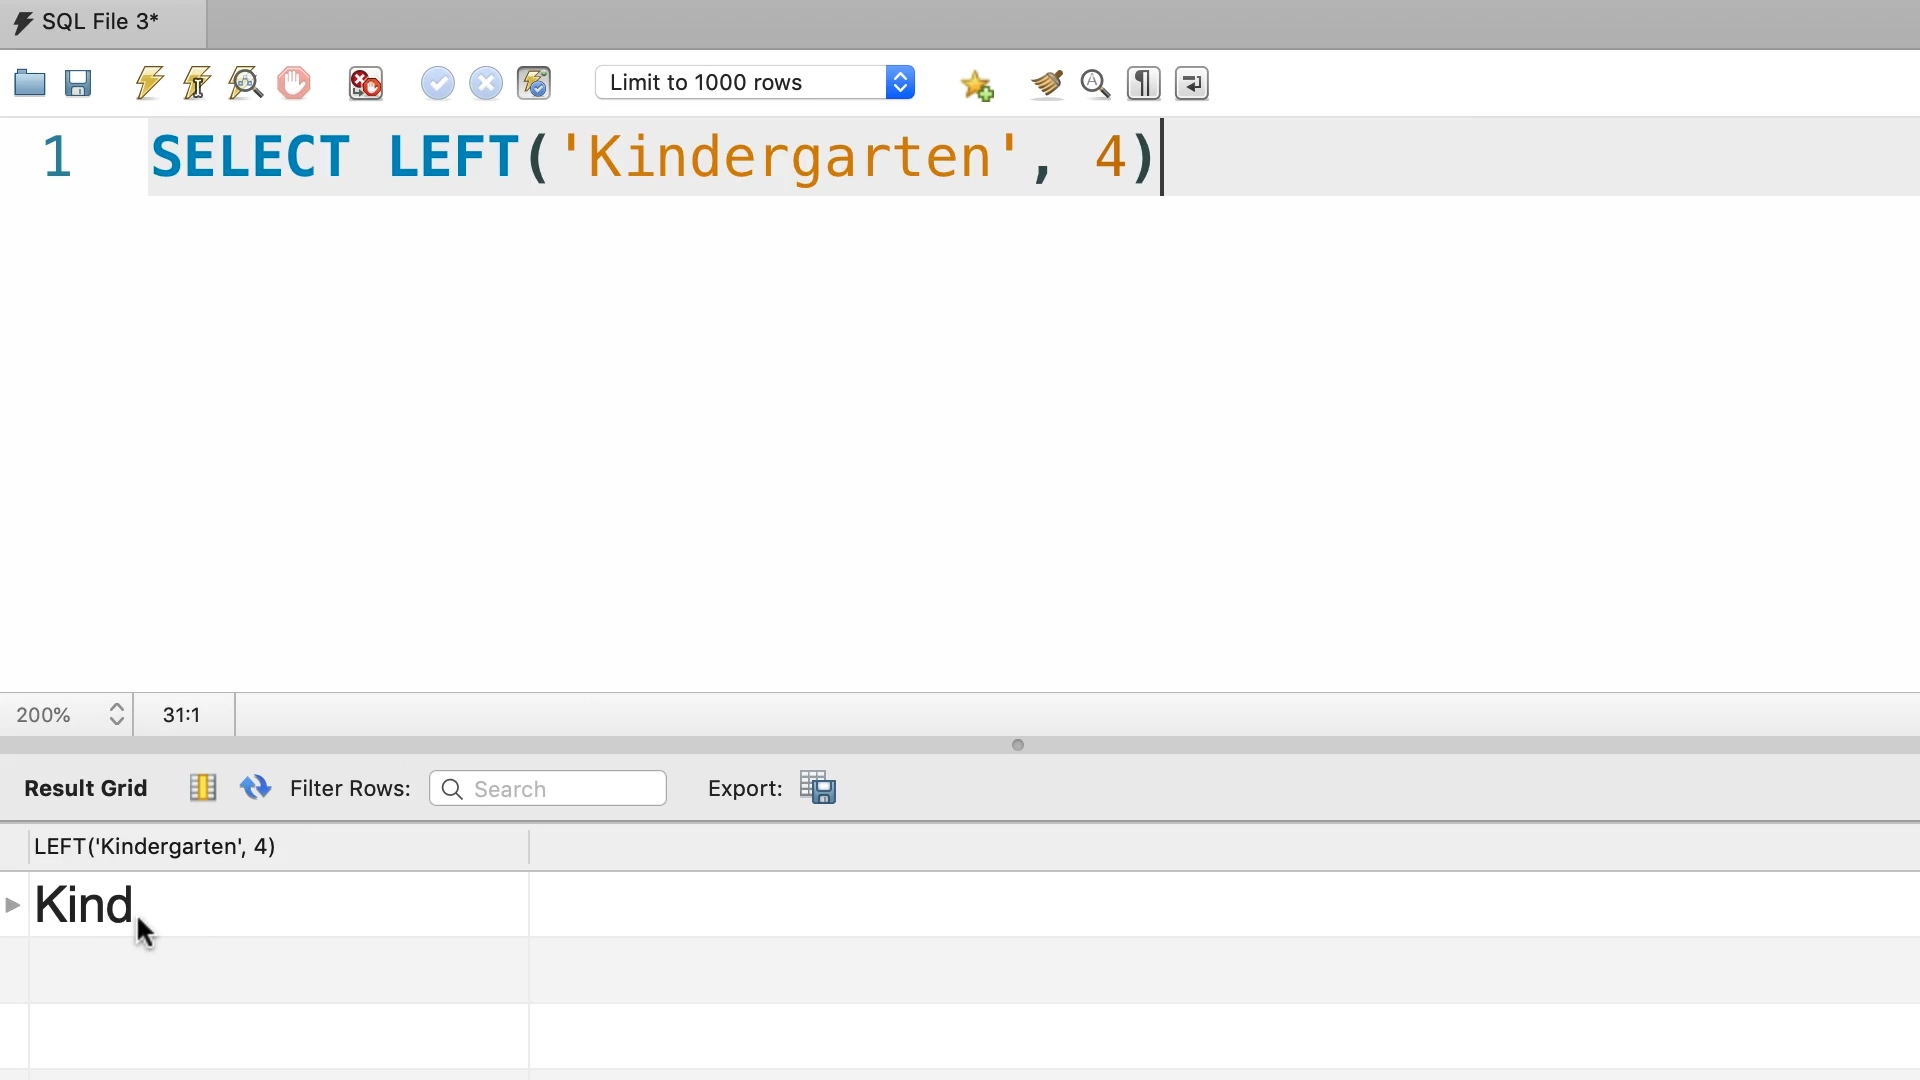 SQL File 3*
Limit to 1000 rows
1 SELECT LEFT('Kindergarten', 4)
200% 31:1
Result Grid Filter Rows: Search Export:
LEFT('Kindergarten', 4)
Kind